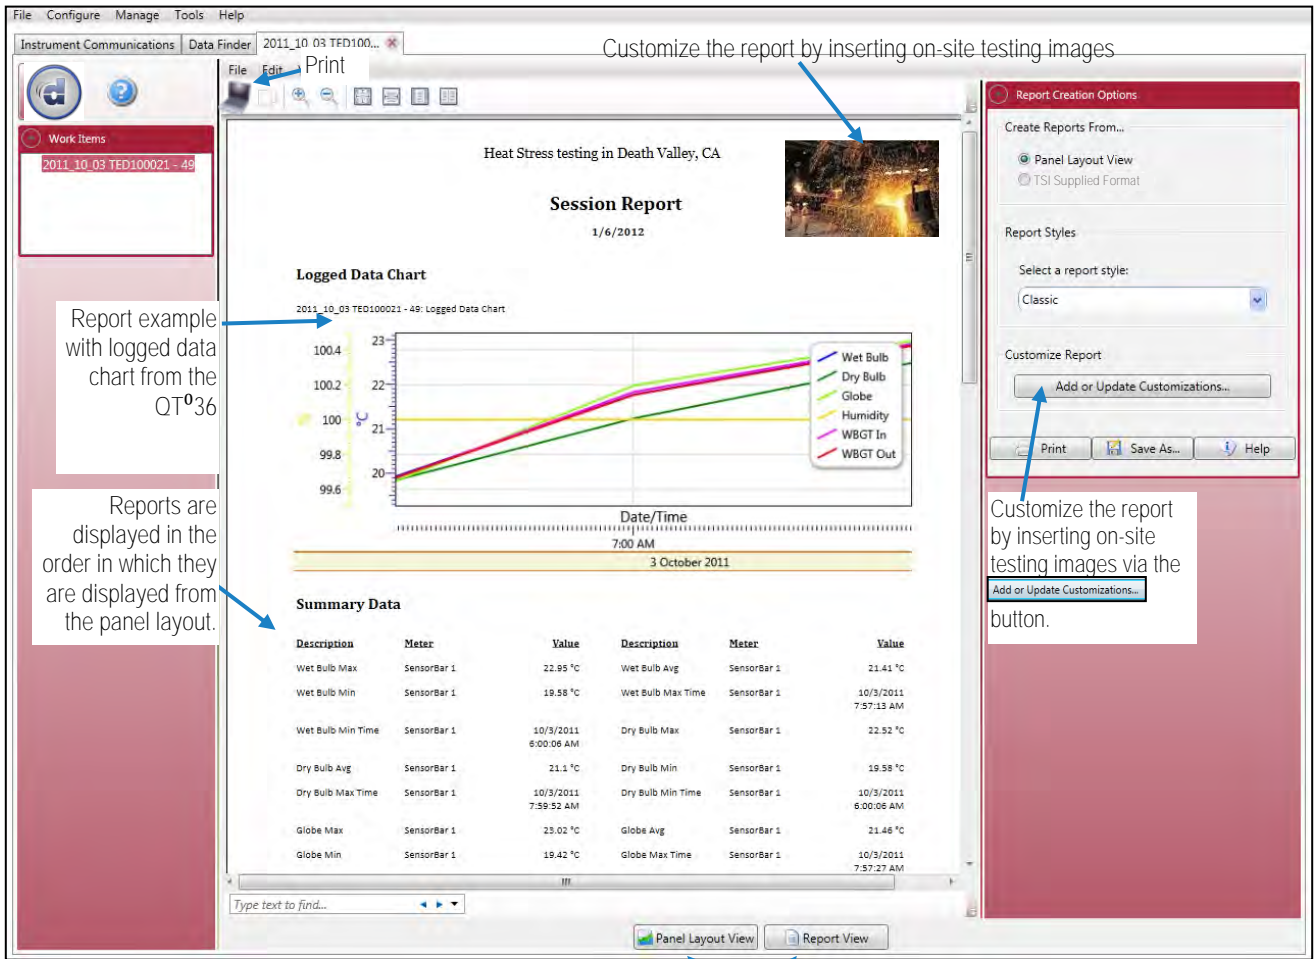 File Configure Manage Tools Help
Instrument Communications Data Finder 2011_10_03 TED100...
Customize the report by inserting on-site testing images
File Edit
Print
Work Items
2011_10_03 TED100021 - 49
Heat Stress testing in Death Valley, CA
Session Report
1/6/2012
Logged Data Chart
2011_10_03 TED100021 - 49: Logged Data Chart
Report example
with logged data
chart from the
QT⁰36
100.4
100.2
100
99.8
99.6
%
°C
23
22
21
20
Wet Bulb
Dry Bulb
Globe
Humidity
WBGT In
WBGT Out
Date/Time
7:00 AM
3 October 2011
Reports are
displayed in the
order in which they
are displayed from
the panel layout.
Summary Data
Description Meter Value Description Meter Value
Wet Bulb Max SensorBar 1 22.95 °C Wet Bulb Avg SensorBar 1 21.41 °C
Wet Bulb Min SensorBar 1 19.58 °C Wet Bulb Max Time SensorBar 1 10/3/2011
7:57:13 AM
Wet Bulb Min Time SensorBar 1 10/3/2011 Dry Bulb Max SensorBar 1 22.52 °C
6:00:06 AM
Dry Bulb Avg SensorBar 1 21.1 °C Dry Bulb Min SensorBar 1 19.58 °C
Dry Bulb Max Time SensorBar 1 10/3/2011 Dry Bulb Min Time SensorBar 1 10/3/2011
7:59:52 AM 6:00:06 AM
Globe Max SensorBar 1 23.02 °C Globe Avg SensorBar 1 21.46 °C
Globe Min SensorBar 1 19.42 °C Globe Max Time SensorBar 1 10/3/2011
7:57:27 AM
Type text to find...
Panel Layout View Report View
Report Creation Options
Create Reports From...
Panel Layout View
TSI Supplied Format
Report Styles
Select a report style:
Classic
Customize Report
Add or Update Customizations...
Print Save As... Help
Customize the report
by inserting on-site
testing images via the
Add or Update Customizations...
button.